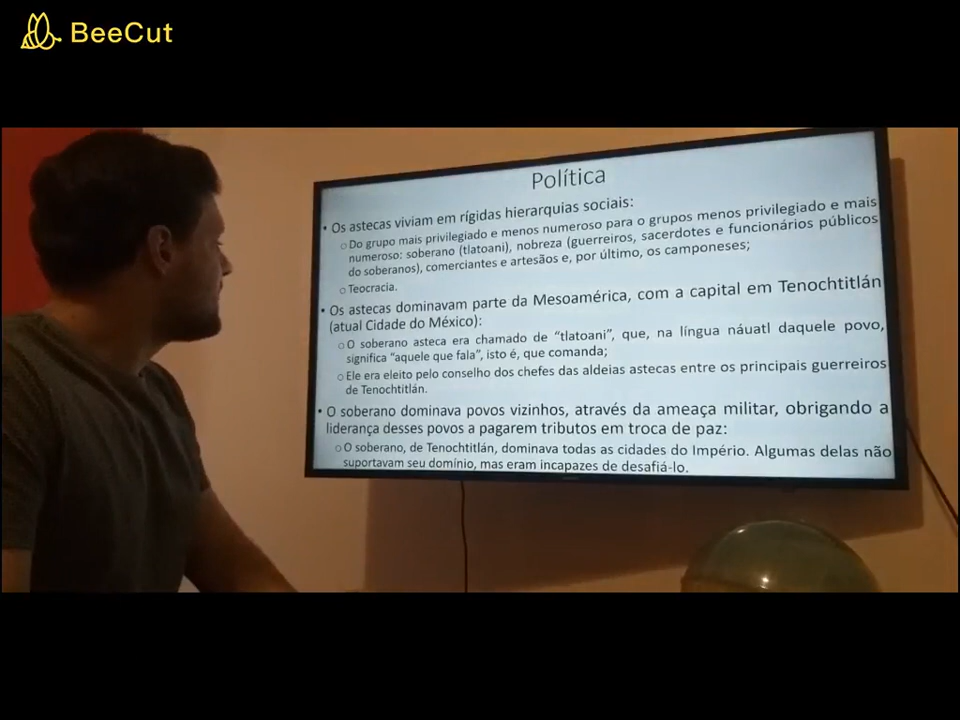 BeeCut
Política
• Os astecas viviam em rígidas hierarquias sociais:
○ Do grupo mais privilegiado e menos numeroso para o grupos menos privilegiado e mais
numeroso: soberano (tlatoani), nobreza (guerreiros, sacerdotes e funcionários públicos
do soberanos), comerciantes e artesãos e, por último, os camponeses;
○ Teocracia.
• Os astecas dominavam parte da Mesoamérica, com a capital em Tenochtitlán
(atual Cidade do México):
○ O soberano asteca era chamado de “tlatoani”, que, na língua náuatl daquele povo,
significa “aquele que fala”, isto é, que comanda;
○ Ele era eleito pelo conselho dos chefes das aldeias astecas entre os principais guerreiros
de Tenochtitlán.
• O soberano dominava povos vizinhos, através da ameaça militar, obrigando a
liderança desses povos a pagarem tributos em troca de paz:
○ O soberano, de Tenochtitlán, dominava todas as cidades do Império. Algumas delas não
suportavam seu domínio, mas eram incapazes de desafiá-lo.